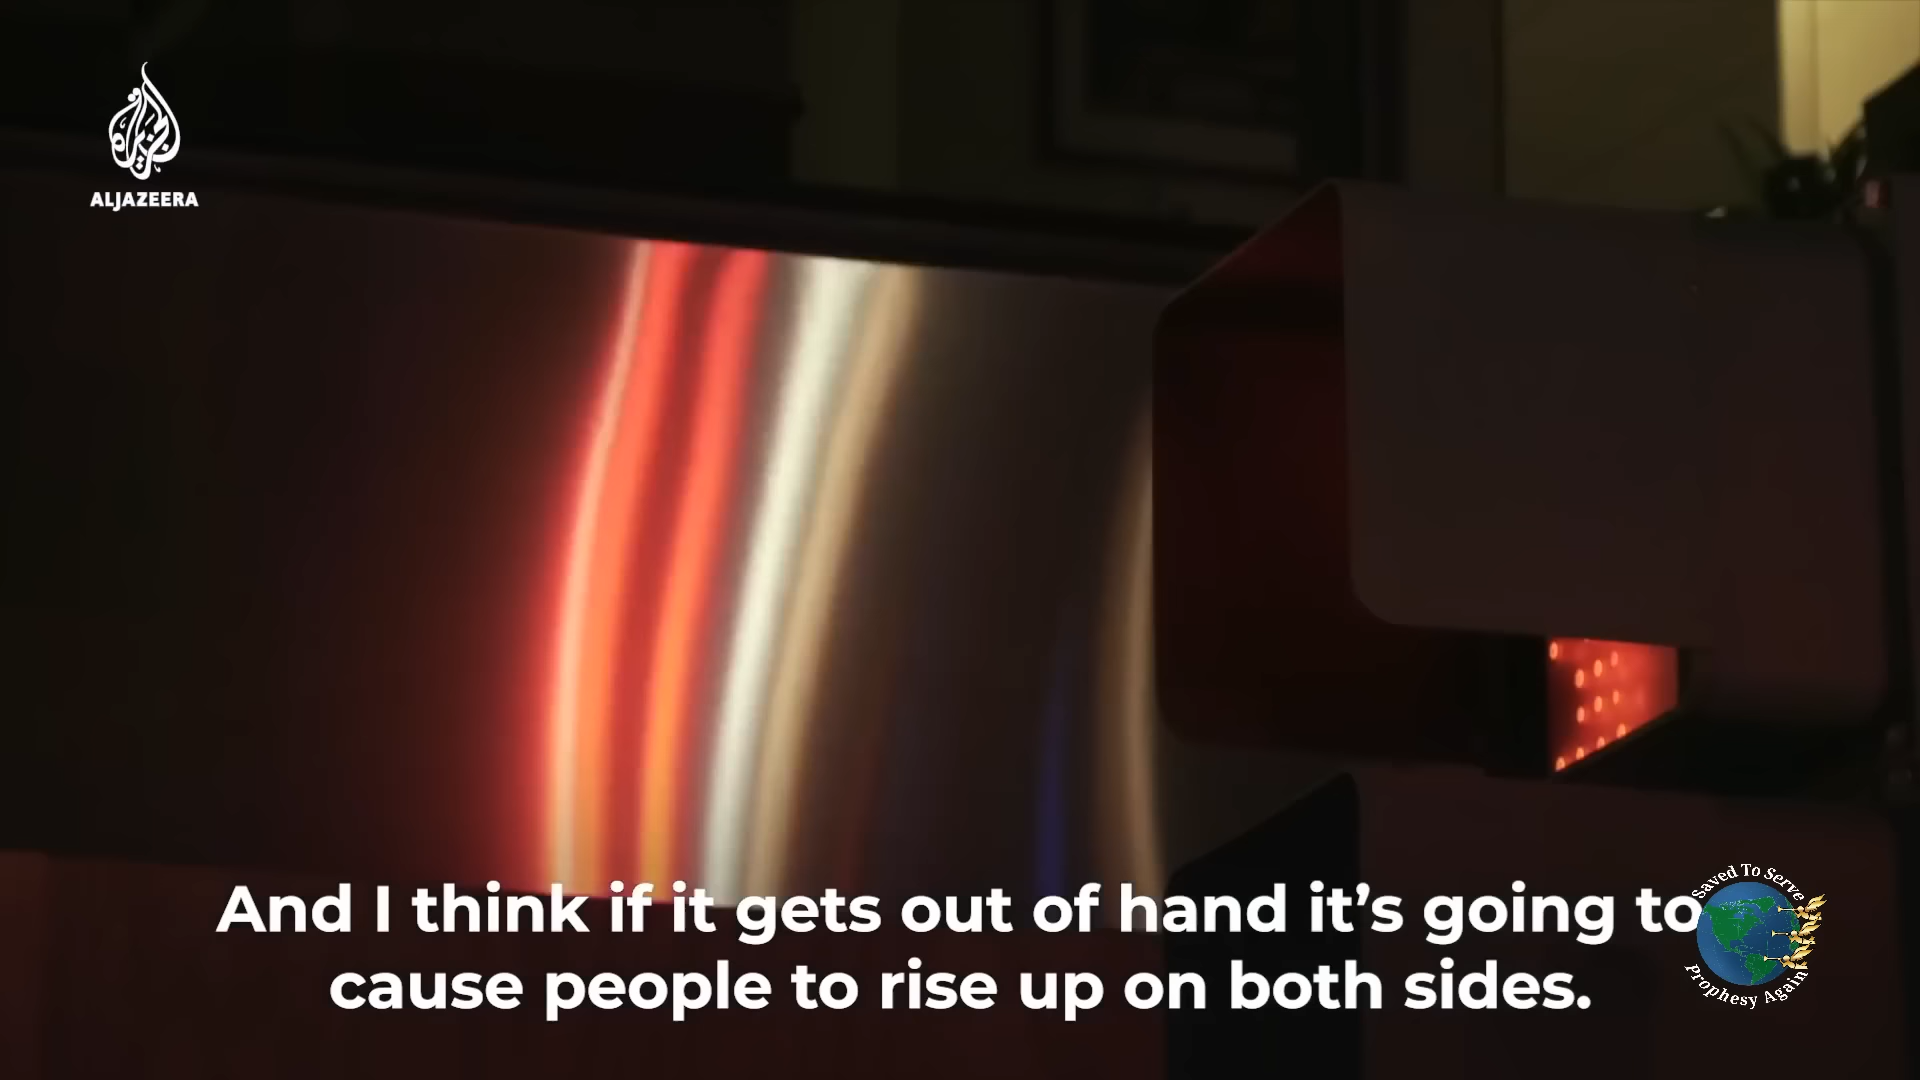 ALJAZEERA
And I think if it gets out of hand it's going to
cause people to rise up on both sides.
Saved To Serve
Prophesy Again